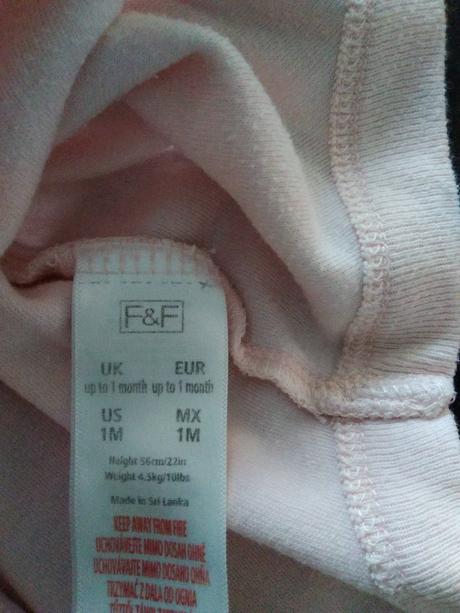 F&F
UK EUR
up to 1 month up to 1 month
US MX
1M 1M
Height 56cm/22in
Weight 4.5kg/10lbs
Made in Sri Lanka
KEEP AWAY FROM FIRE
UCHOVÁVEJTE MIMO DOSAH OHNĚ
UCHOVÁVAJTE MIMO DOSAHU OHŇA
TRZYMAĆ Z DALA OD OGNIA